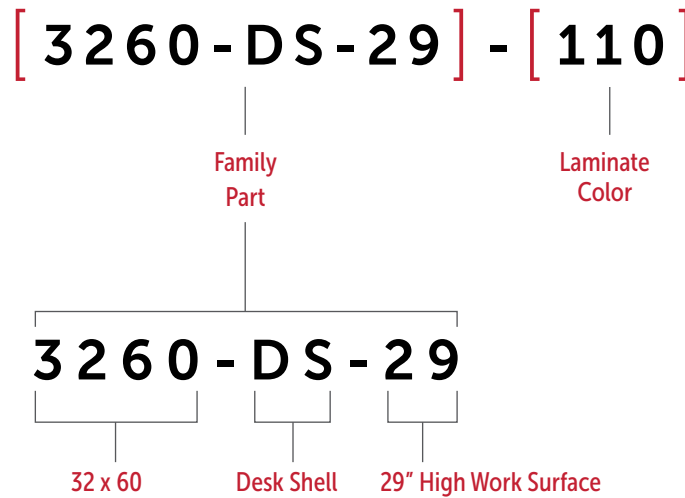 [3260-DS-29] - [110]
Family
Part
Laminate
Color
3260-DS-29
32 x 60
Desk Shell
29” High Work Surface